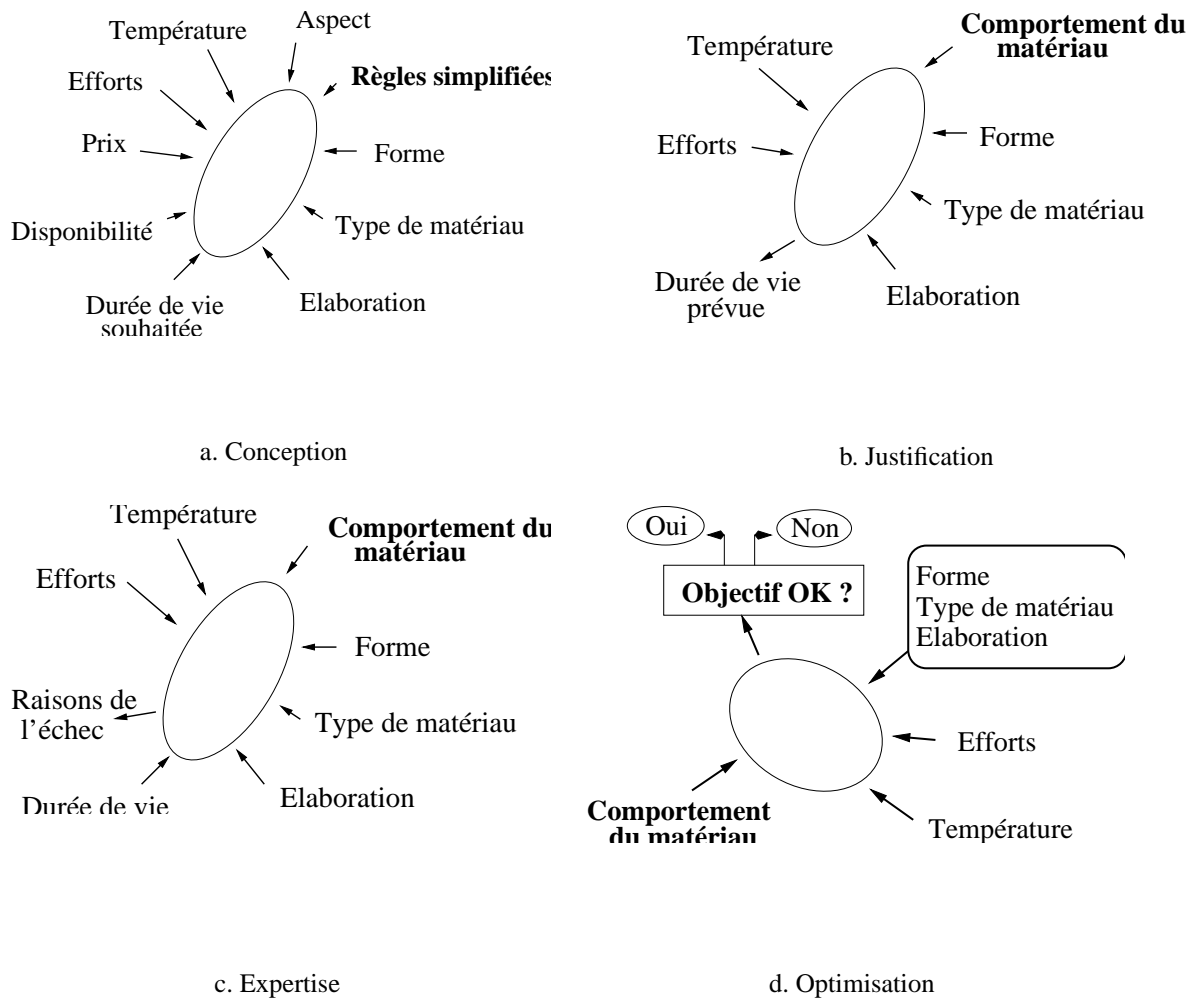 Aspect
Température
Règles simplifiées
Efforts
Prix
Forme
Disponibilité
Type de matériau
Durée de vie
souhaitée
Elaboration
a. Conception
Comportement du
matériau
Température
Efforts
Forme
Type de matériau
Durée de vie
prévue
Elaboration
b. Justification
Température
Comportement du
matériau
Efforts
Forme
Raisons de
l'échec
Type de matériau
Durée de vie
Elaboration
c. Expertise
Oui
Non
Objectif OK ?
Forme
Type de matériau
Elaboration
Efforts
Comportement
du matériau
Température
d. Optimisation